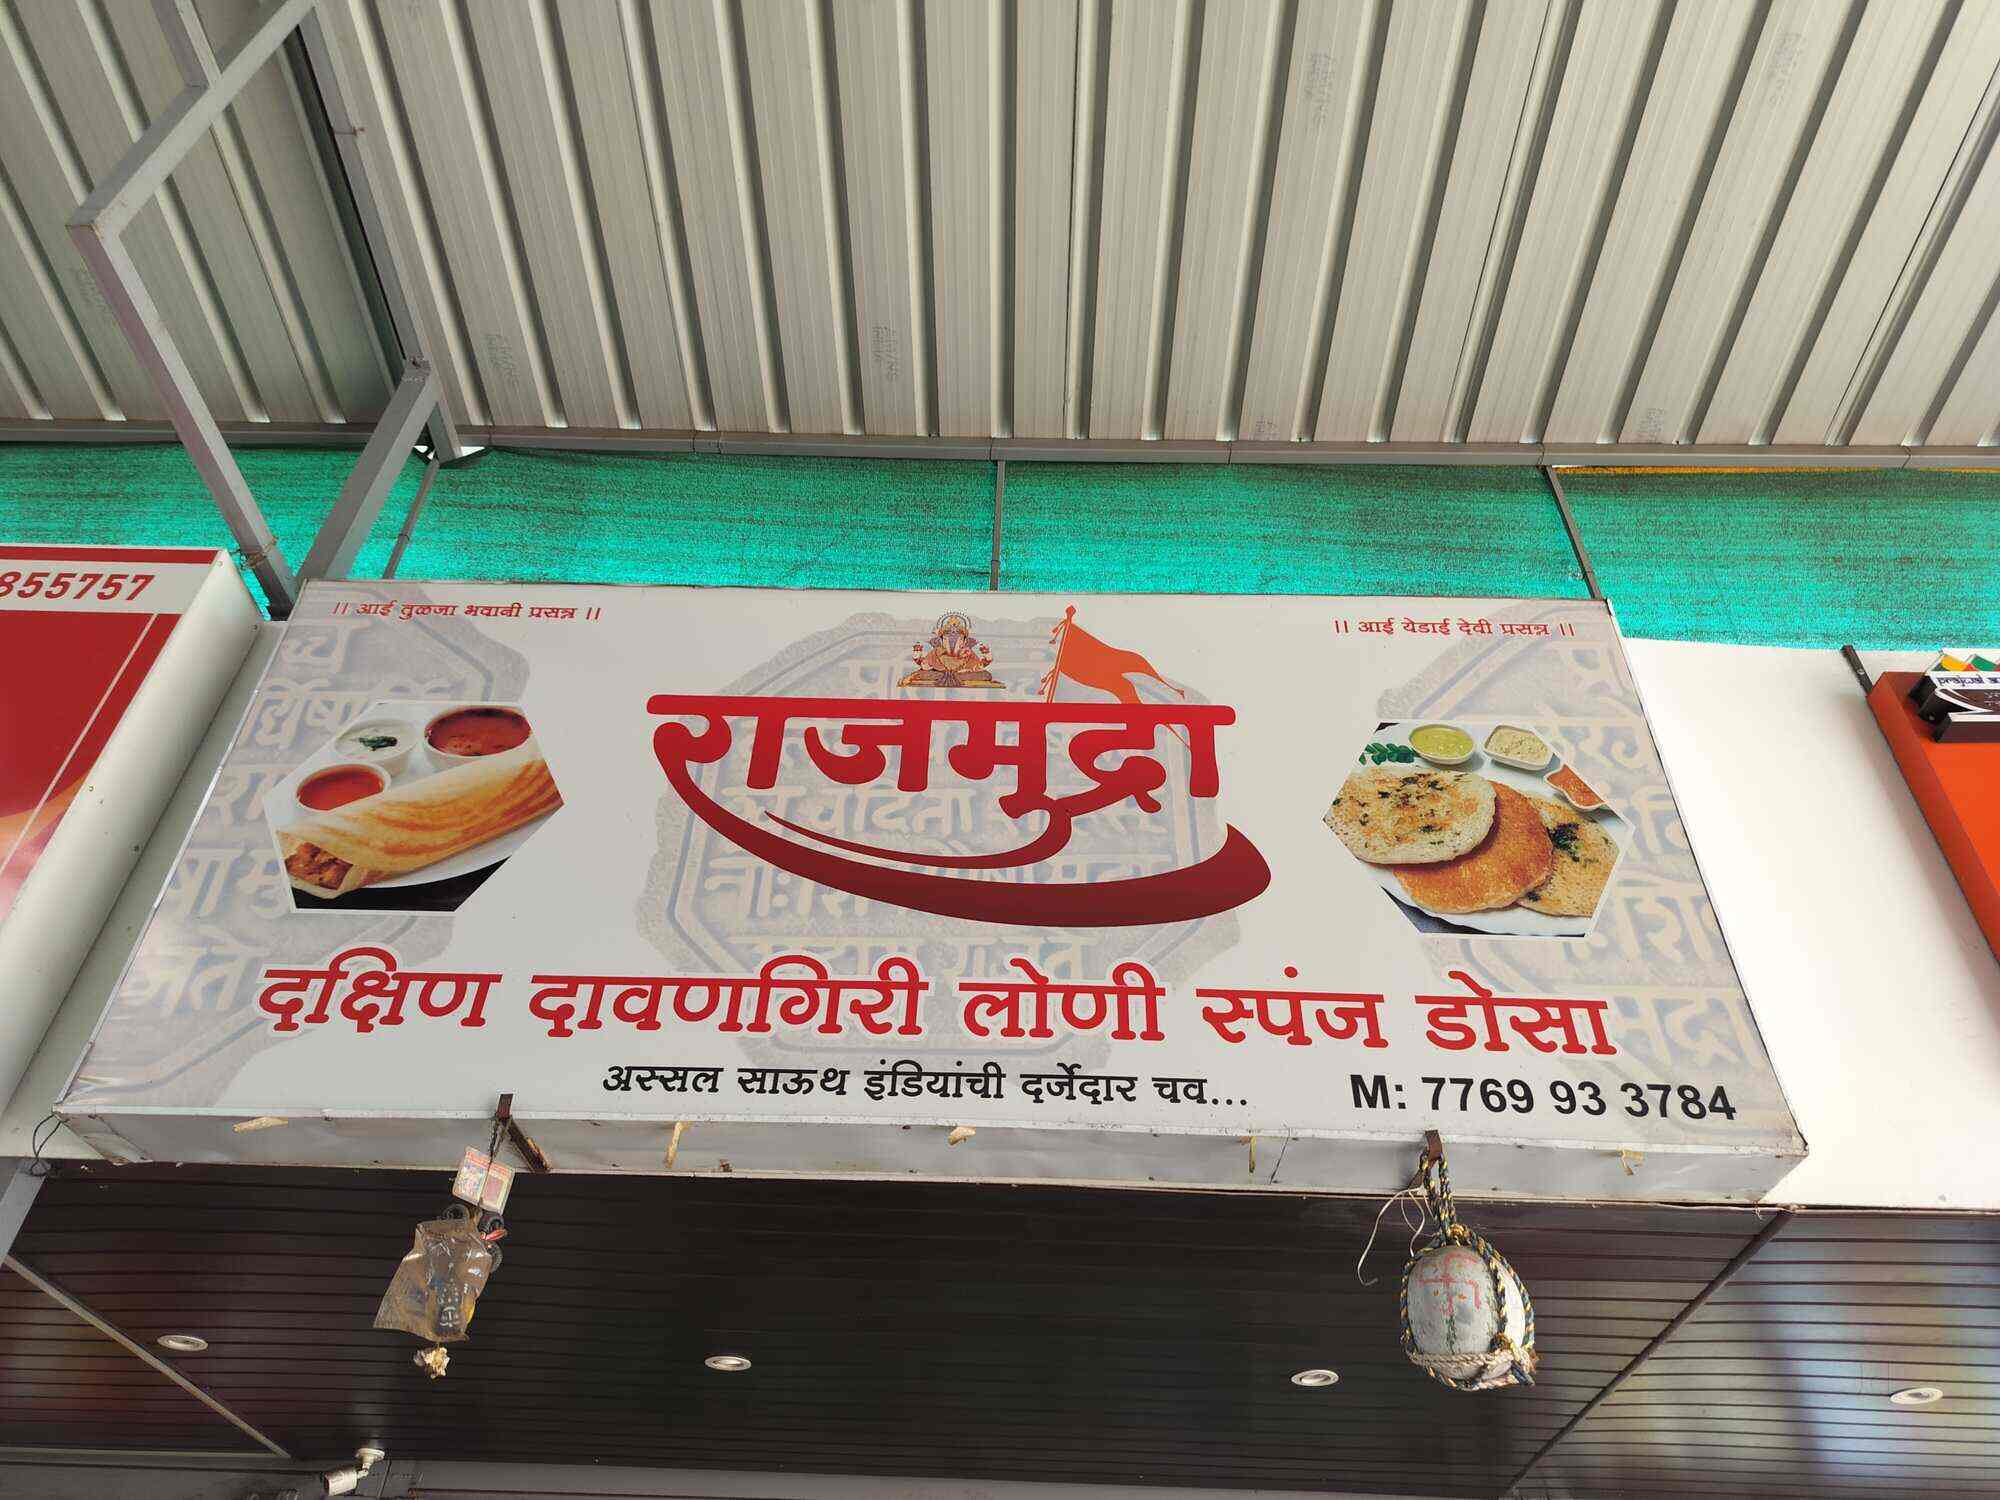 855757
।। आई तुळजा भवानी प्रसन्न ।।
।। आई येडाई देवी प्रसन्न ।।
राजमुद्रा
दक्षिण दावणगिरी लोणी स्पंज डोसा
अस्सल साऊथ इंडियांची दर्जेदार चव...
M: 7769 93 3784